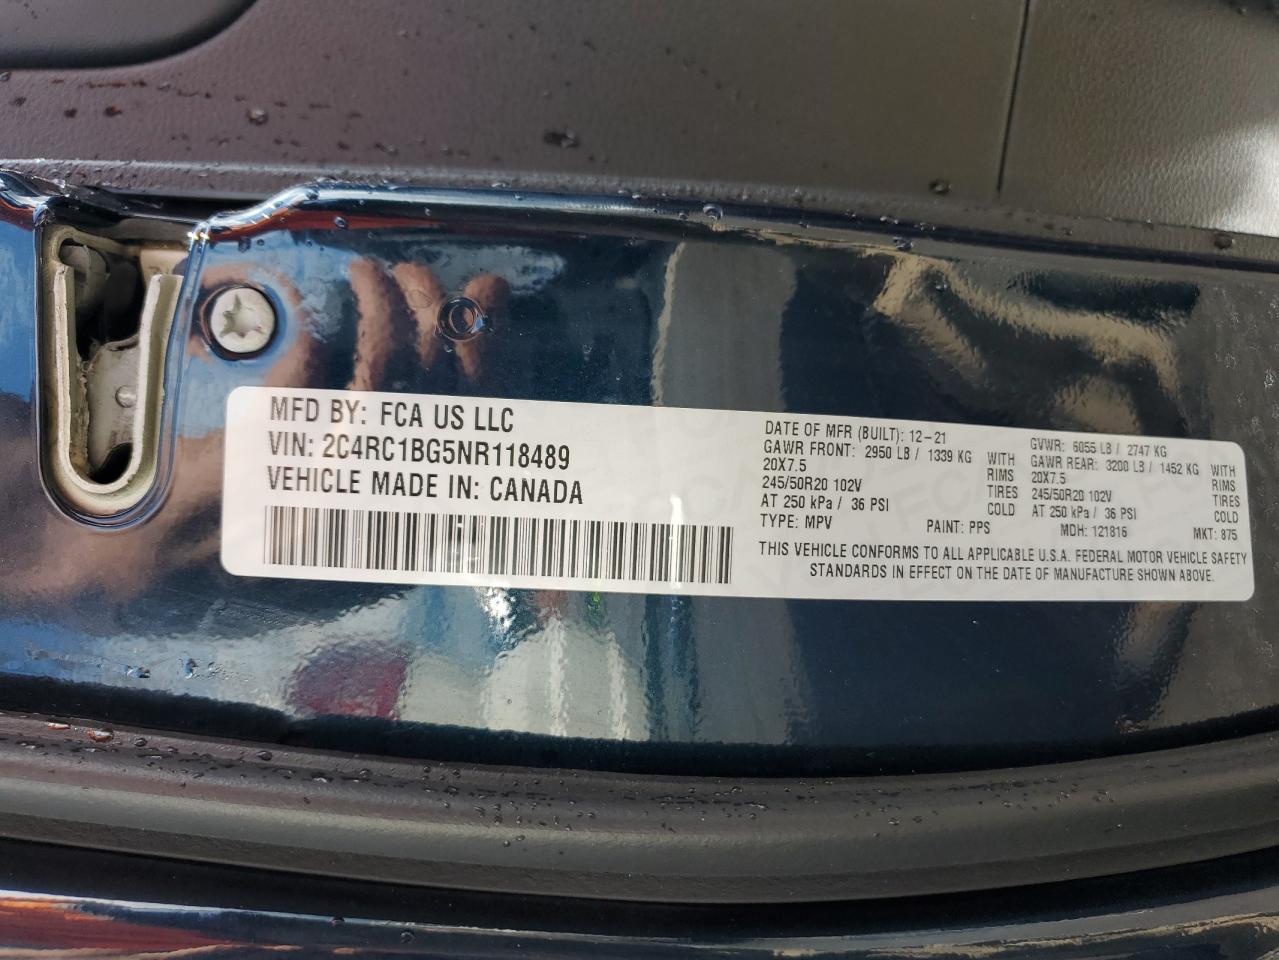 MFD BY: FCA US LLC
VIN: 2C4RC1BG5NR118489
VEHICLE MADE IN: CANADA
DATE OF MFR (BUILT): 12-21
GAWR FRONT: 2950 LB / 1339 KG WITH
20X7.5 RIMS
245/50R20 102V TIRES
AT 250 kPa / 36 PSI COLD
TYPE: MPV PAINT: PPS
GVWR: 6055 LB / 2747 KG
GAWR REAR: 3200 LB / 1452 KG WITH
20X7.5 RIMS
245/50R20 102V TIRES
AT 250 kPa / 36 PSI COLD
MDH: 121816 MKT: 875
THIS VEHICLE CONFORMS TO ALL APPLICABLE U.S.A. FEDERAL MOTOR VEHICLE SAFETY
STANDARDS IN EFFECT ON THE DATE OF MANUFACTURE SHOWN ABOVE.